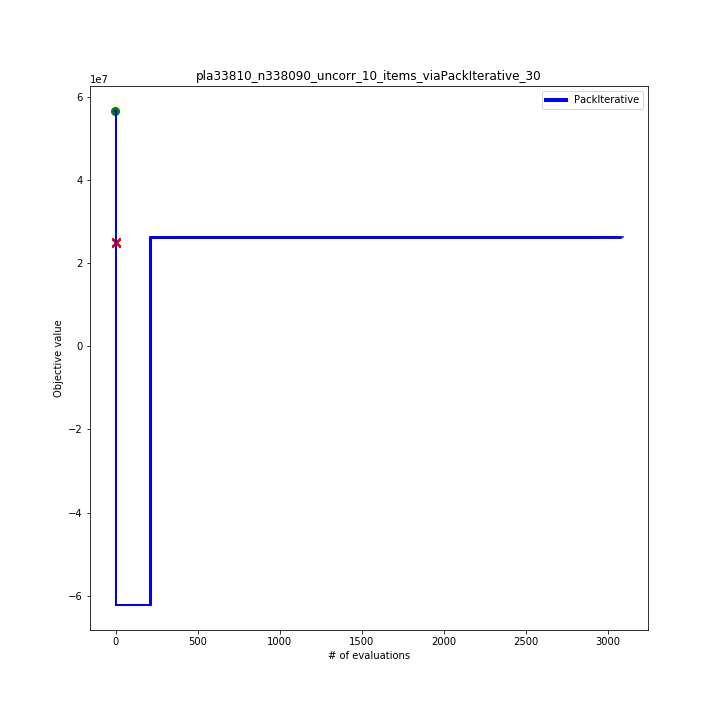 pla33810_n338090_uncorr_10_items_viaPackIterative_30
1e7
PackIterative
6
4
2
0
−2
−4
−6
Objective value
0 500 1000 1500 2000 2500 3000
# of evaluations